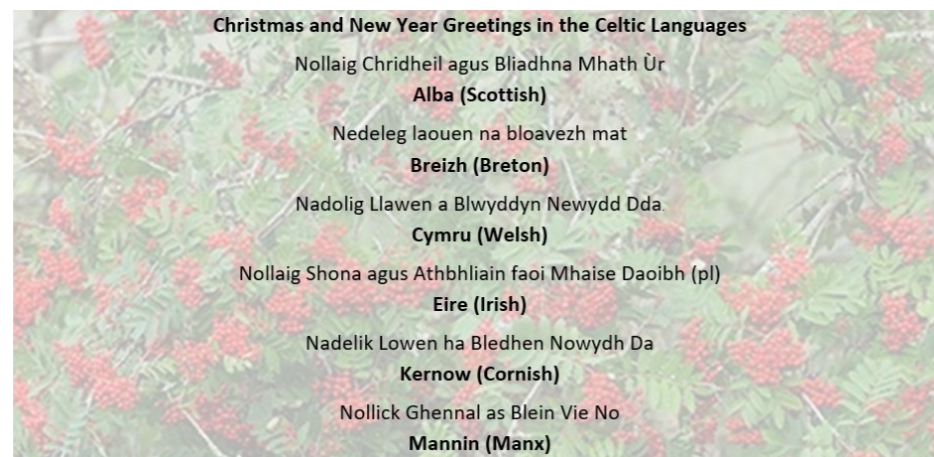 Christmas and New Year Greetings in the Celtic Languages
Nollaig Chridheil agus Bliadhna Mhath Ùr
Alba (Scottish)
Nedeleg laouen na bloavezh mat
Breizh (Breton)
Nadolig Llawen a Blwyddyn Newydd Dda
Cymru (Welsh)
Nollaig Shona agus Athbhliain faoi Mhaise Daoibh (pl)
Eire (Irish)
Nadelik Lowen ha Bledhen Nowydh Da
Kernow (Cornish)
Nollick Ghennal as Blein Vie No
Mannin (Manx)